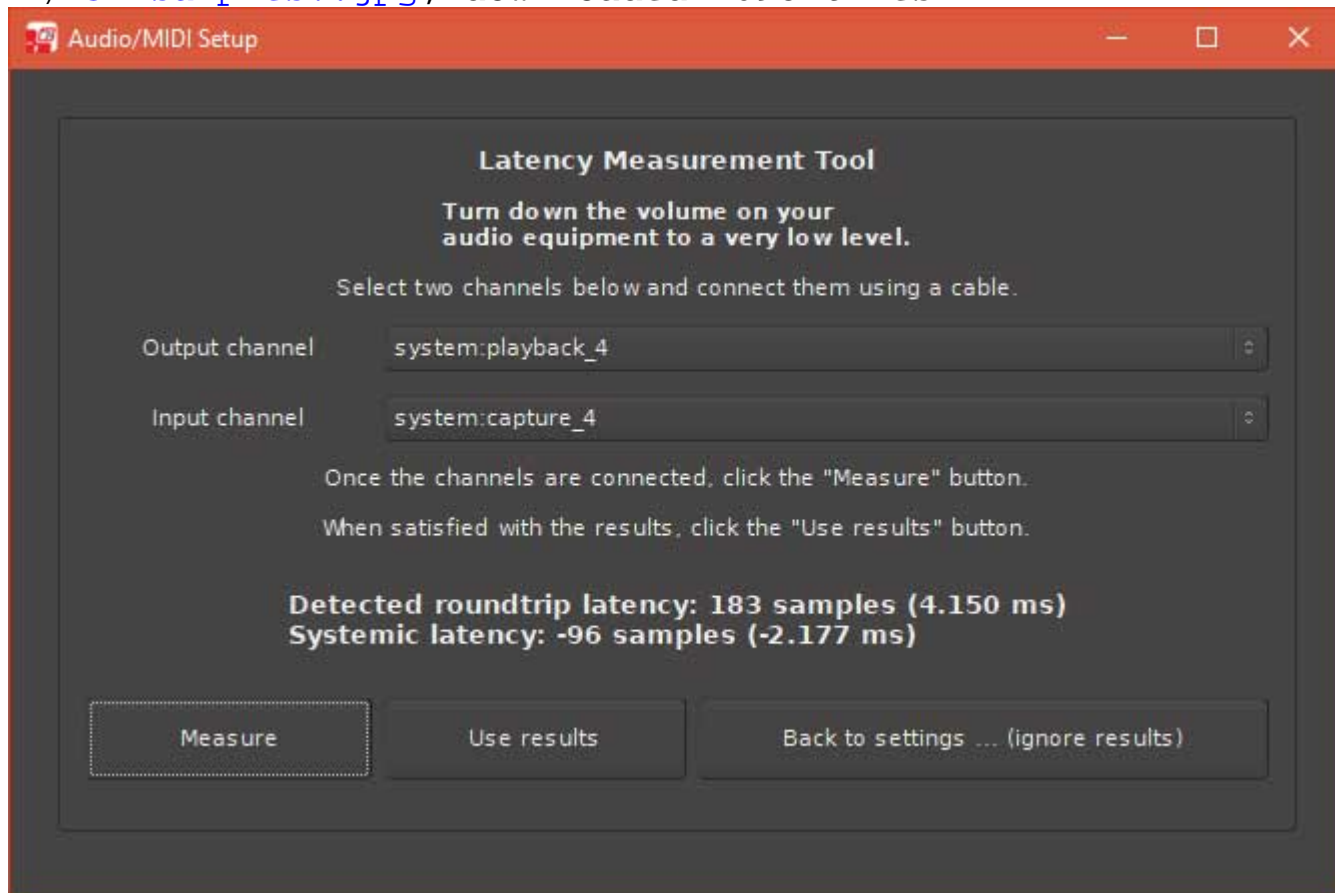 Audio/MIDI Setup
Latency Measurement Tool
Turn down the volume on your
audio equipment to a very low level.
Select two channels below and connect them using a cable.
Output channel system:playback_4
Input channel system:capture_4
Once the channels are connected, click the "Measure" button.
When satisfied with the results, click the "Use results" button.
Detected roundtrip latency: 183 samples (4.150 ms)
Systemic latency: -96 samples (-2.177 ms)
Measure Use results Back to settings ... (ignore results)